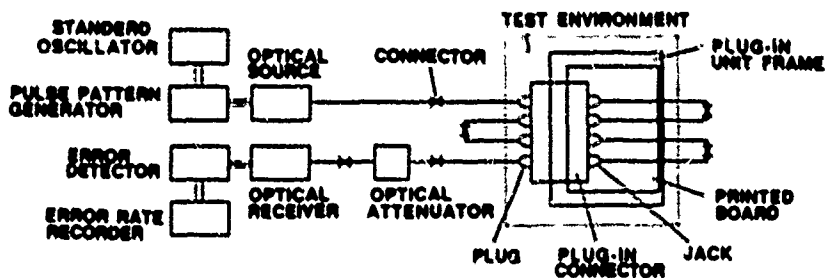 TEST ENVIRONMENT
STANDERD
OSCILLATOR
OPTICAL
SOURCE
CONNECTOR
PLUG-IN
UNIT FRAME
PULSE PATTERN
GENERATOR
ERROR
DETECTOR
OPTICAL
RECEIVER
OPTICAL
ATTENUATOR
PRINTED
BOARD
ERROR RATE
RECORDER
PLUG
PLUG-IN
CONNECTOR
JACK